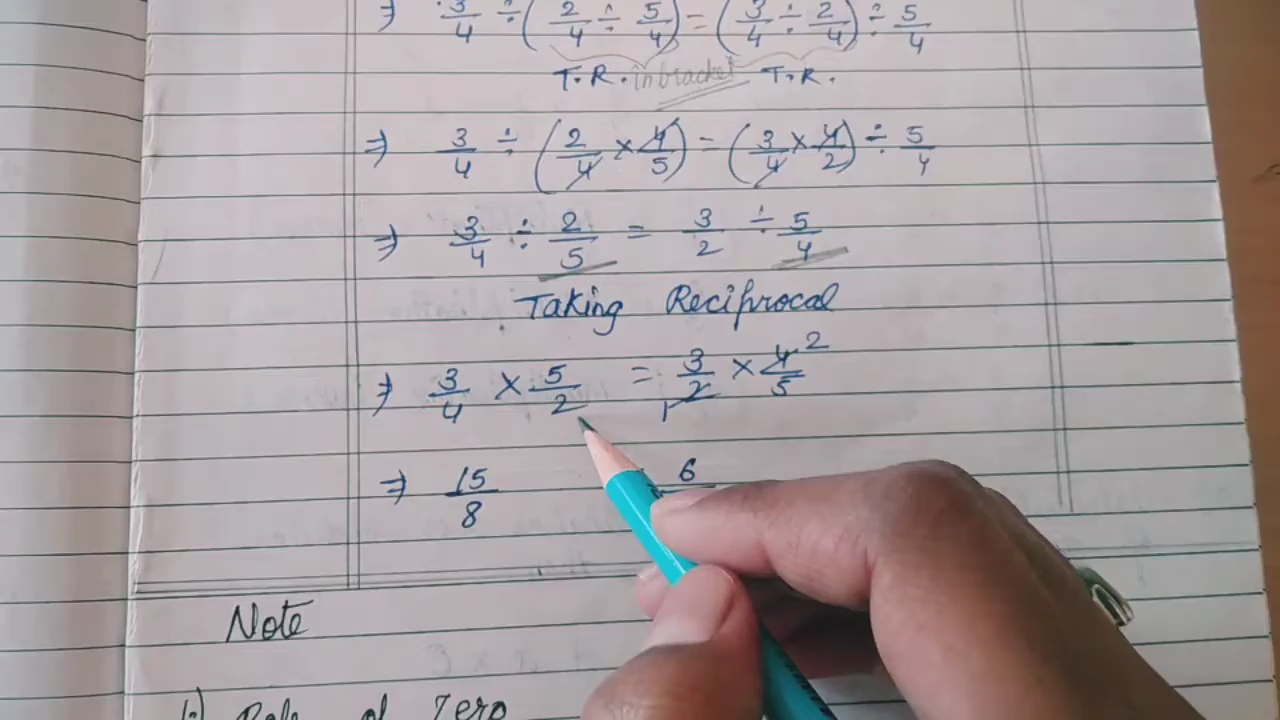 ⇒ 3/4 ÷ (2/4 ÷ 5/4) = (3/4 ÷ 2/4) ÷ 5/4
T.R. in bracket T.R.
⇒ 3/4 ÷ (2/4 × 4/5) = (3/4 × 4/2) ÷ 5/4
⇒ 3/4 ÷ 2/5 = 3/2 ÷ 5/4
Taking Reciprocal
⇒ 3/4 × 5/2 = 3/2 1 × 4/5 2
⇒ 15/8 6
Note
of Zero